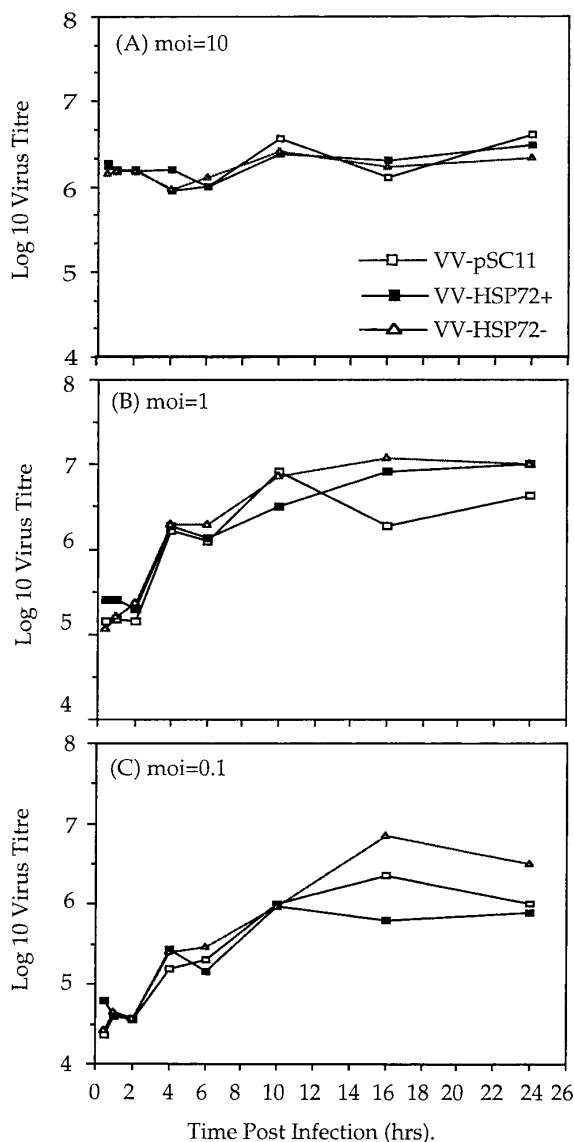 8
(A) moi=10
7
Log 10 Virus Titre
6
VV-pSC11
5
VV-HSP72+
VV-HSP72-
4
8
(B) moi=1
7
Log 10 Virus Titre
6
5
4
8
(C) moi=0.1
7
Log 10 Virus Titre
6
5
4
0 2 4 6 8 10 12 14 16 18 20 22 24 26
Time Post Infection (hrs).